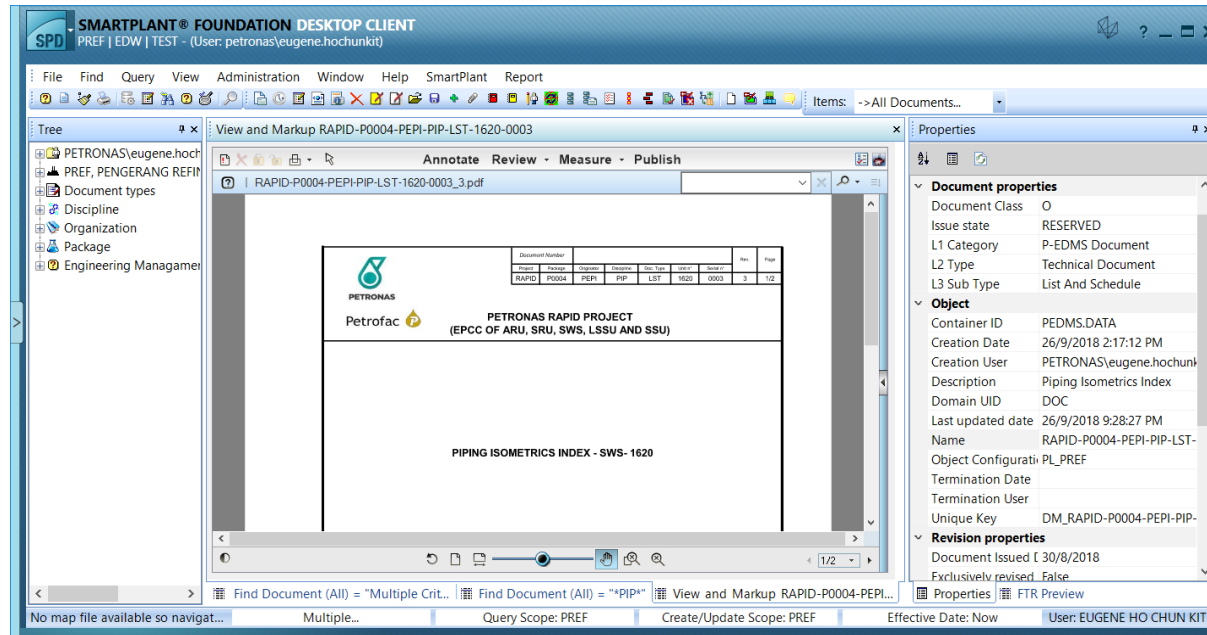 SMARTPLANT® FOUNDATION DESKTOP CLIENT
SPD
PREF | EDW | TEST - (User: petronas\eugene.hochunkit)
File Find Query View Administration Window Help SmartPlant Report
Items: ->All Documents...
Tree
PETRONAS\eugene.hoch
PREF, PENGERANG REFIN
Document types
Discipline
Organization
Package
Engineering Managamer
View and Markup RAPID-P0004-PEPI-PIP-LST-1620-0003
Annotate Review Measure Publish
RAPID-P0004-PEPI-PIP-LST-1620-0003_3.pdf
Document Number Rev. Page
Project Package Originator Discipline Doc. Type Unit n° Serial n°
RAPID P0004 PEPI PIP LST 1620 0003 3 1/2
PETRONAS
Petrofac
PETRONAS RAPID PROJECT
(EPCC OF ARU, SRU, SWS, LSSU AND SSU)
PIPING ISOMETRICS INDEX - SWS- 1620
1/2
Find Document (All) = "Multiple Crit... Find Document (All) = "*PIP*" View and Markup RAPID-P0004-PEPI...
Properties
Document properties
Document Class O
Issue state RESERVED
L1 Category P-EDMS Document
L2 Type Technical Document
L3 Sub Type List And Schedule
Object
Container ID PEDMS.DATA
Creation Date 26/9/2018 2:17:12 PM
Creation User PETRONAS\eugene.hochunk
Description Piping Isometrics Index
Domain UID DOC
Last updated date 26/9/2018 9:28:27 PM
Name RAPID-P0004-PEPI-PIP-LST-
Object Configurati PL_PREF
Termination Date
Termination User
Unique Key DM_RAPID-P0004-PEPI-PIP-
Revision properties
Document Issued D 30/8/2018
Exclusively revised False
Properties FTR Preview
No map file available so navigat... Multiple... Query Scope: PREF Create/Update Scope: PREF Effective Date: Now User: EUGENE HO CHUN KIT